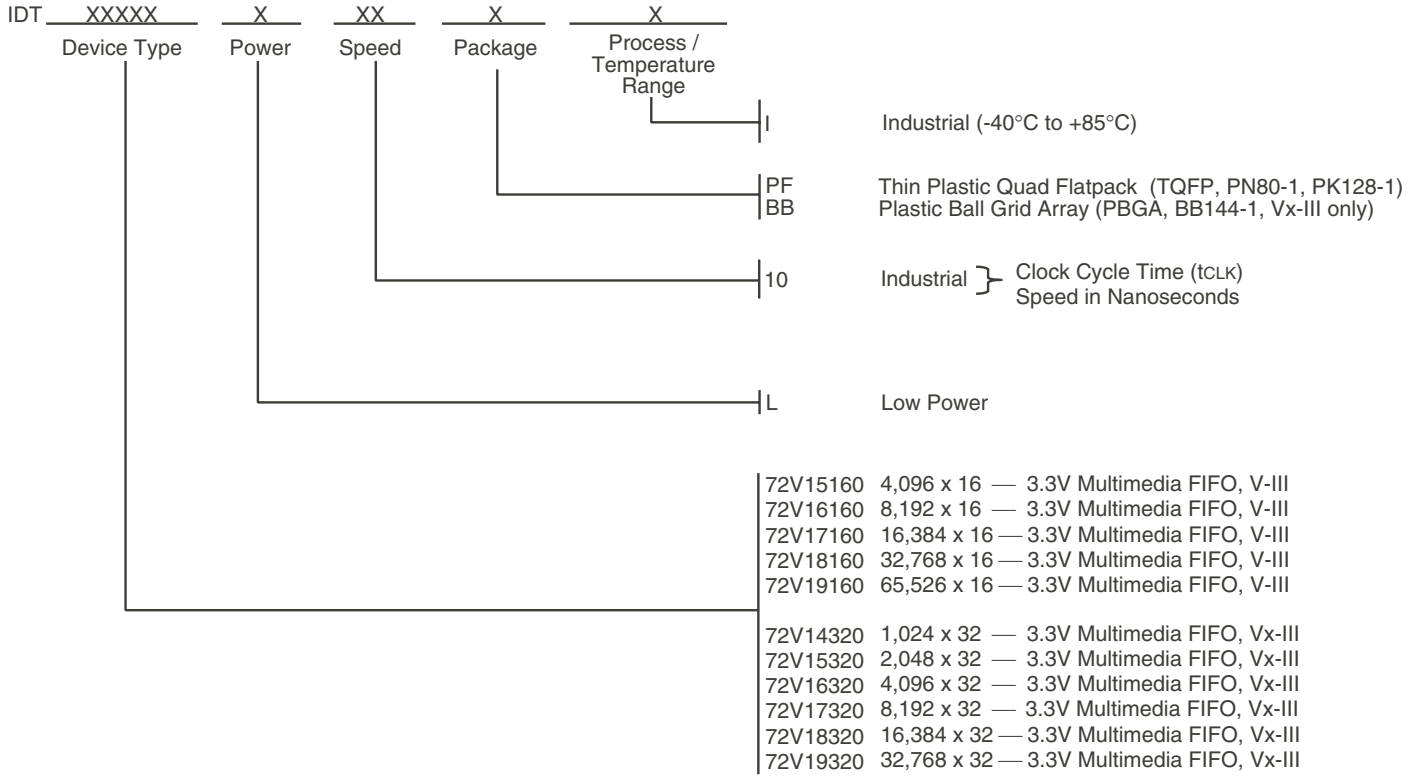 IDT XXXXX X XX X X
Device Type Power Speed Package Process / Temperature Range
I Industrial (-40°C to +85°C)
PF Thin Plastic Quad Flatpack (TQFP, PN80-1, PK128-1)
BB Plastic Ball Grid Array (PBGA, BB144-1, Vx-III only)
10 Industrial } Clock Cycle Time (tCLK)
Speed in Nanoseconds
L Low Power
72V15160 4,096 x 16 — 3.3V Multimedia FIFO, V-III
72V16160 8,192 x 16 — 3.3V Multimedia FIFO, V-III
72V17160 16,384 x 16 — 3.3V Multimedia FIFO, V-III
72V18160 32,768 x 16 — 3.3V Multimedia FIFO, V-III
72V19160 65,526 x 16 — 3.3V Multimedia FIFO, V-III
72V14320 1,024 x 32 — 3.3V Multimedia FIFO, Vx-III
72V15320 2,048 x 32 — 3.3V Multimedia FIFO, Vx-III
72V16320 4,096 x 32 — 3.3V Multimedia FIFO, Vx-III
72V17320 8,192 x 32 — 3.3V Multimedia FIFO, Vx-III
72V18320 16,384 x 32 — 3.3V Multimedia FIFO, Vx-III
72V19320 32,768 x 32 — 3.3V Multimedia FIFO, Vx-III